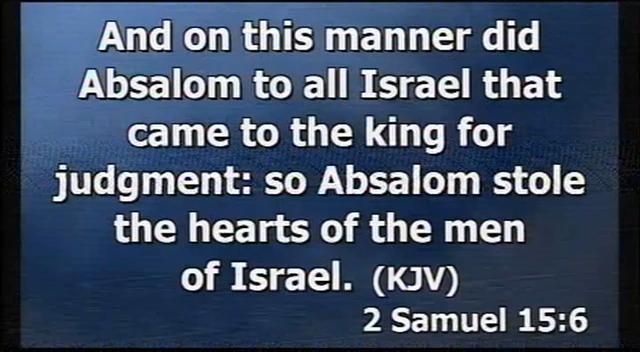 And on this manner did
Absalom to all Israel that
came to the king for
judgment: so Absalom stole
the hearts of the men
of Israel. (KJV)
2 Samuel 15:6